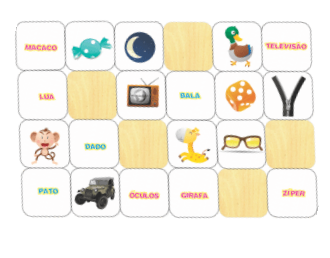 MACACO
TELEVISÃO
LUA
BALA
DADO
PATO
ÓCULOS
GIRAFA
ZÍPER